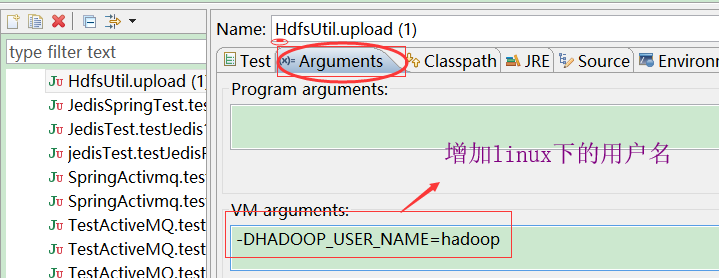 Name: HdfsUtil.upload (1)
type filter text
HdfsUtil.upload (1)
JedisSpringTest.tes
JedisTest.testJedis1
jedisTest.testJedisF
SpringActivmq.test
Springactivmq.test
TestActiveMQ.test
TestActiveMQ.test
TestActiveMQ.test
Test
(x)= Arguments
Classpath
JRE
Source
Environm
Program arguments:
增加linux下的用户名
VM arguments:
-DHADOOP_USER_NAME=hadoop